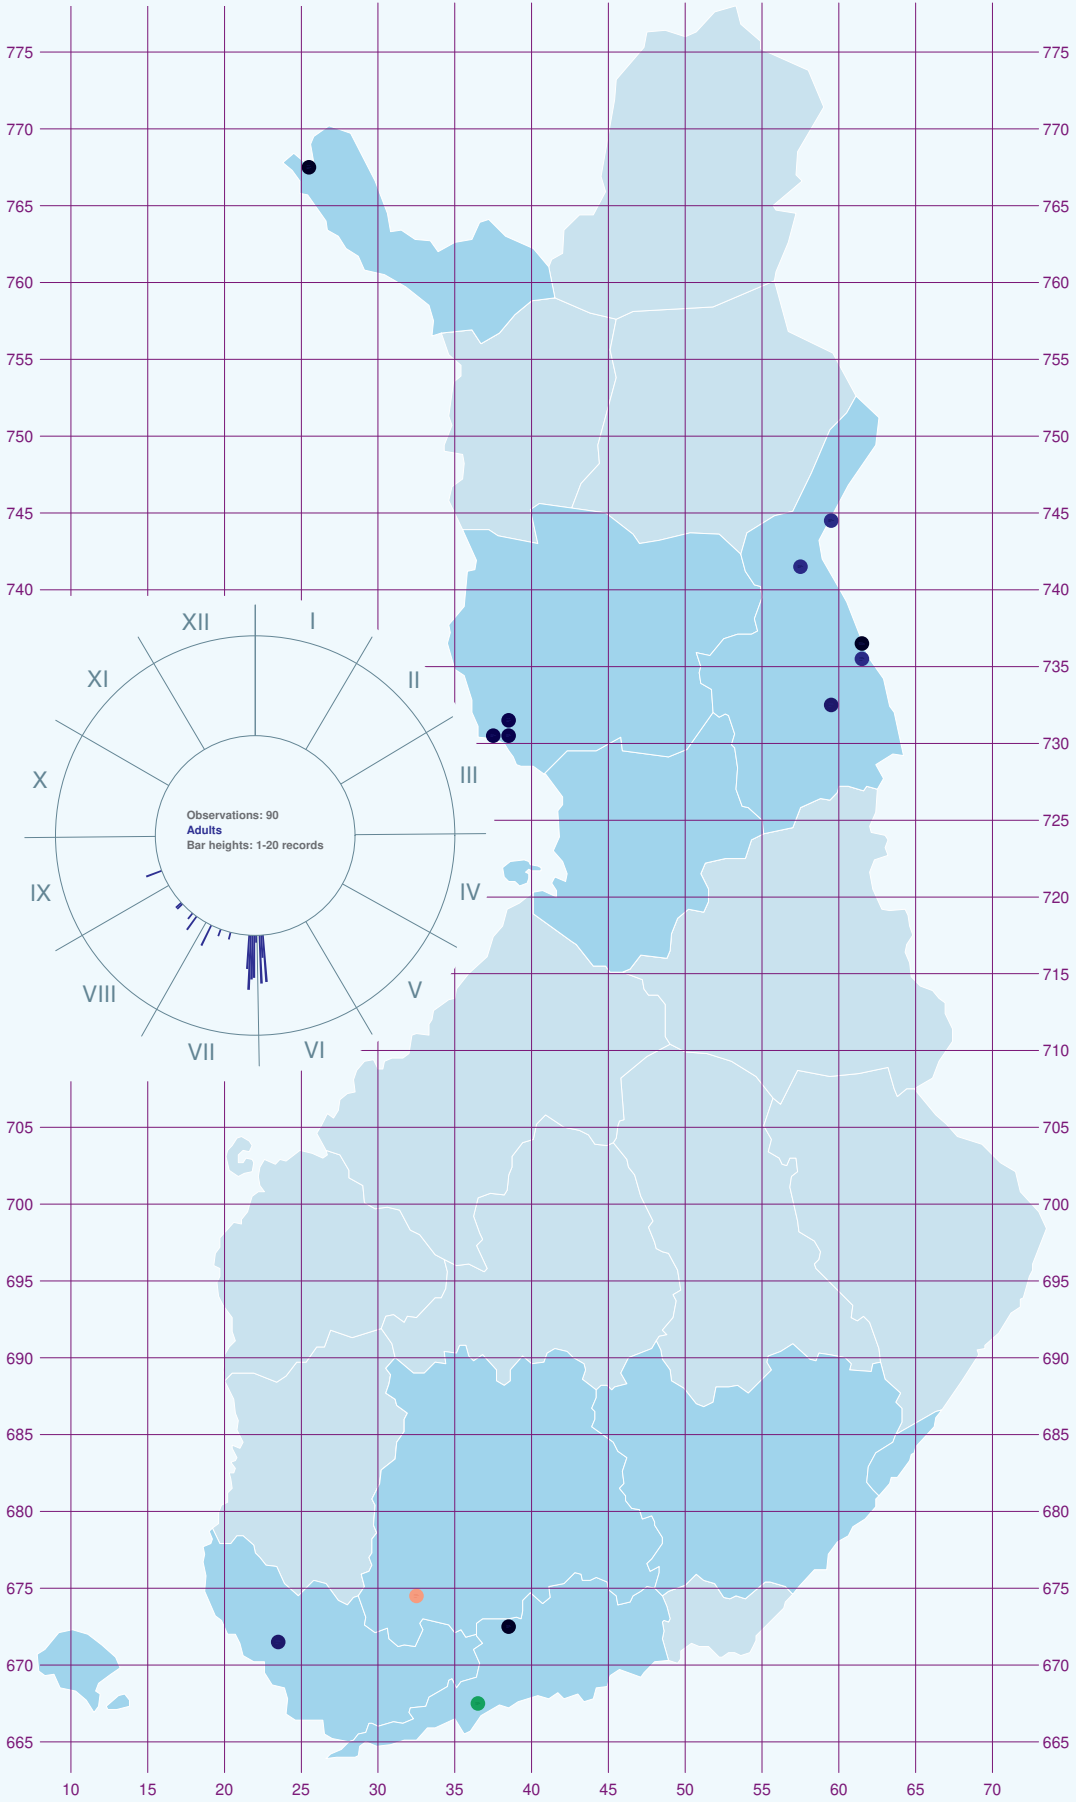 775 775
770 770
765 765
760 760
755 755
750 750
745 745
740 740
XII I
XI II
735
730
X III
Observations: 90
Adults
Bar heights: 1-20 records
725
IX IV
720
VIII V
715
VII VI
710
705 705
700 700
695 695
690 690
685 685
680 680
675 675
670 670
665 665
10 15 20 25 30 35 40 45 50 55 60 65 70